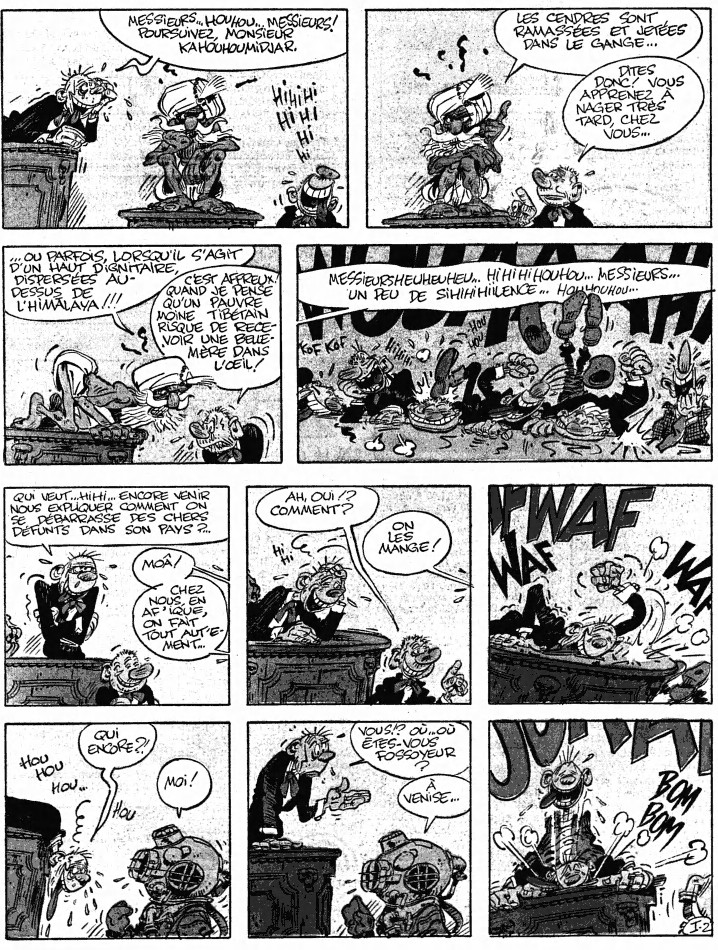 MESSIEURS...HOUHOU...MESSIEURS!
POURSUIVEZ, MONSIEUR
KAHOUHOUMIDJAR.
HiHiHi
HiHi
Hi
Hi
LES CENDRES SONT
RAMASSÉES ET JETÉES
DANS LE GANGE...
DITES
DONC! VOUS
APPRENEZ À
NAGER TRÈS
TARD, CHEZ
VOUS...
...OU PARFOIS, LORSQU'IL S'AGIT
D'UN HAUT DIGNITAIRE,
DISPERSÉES AU-
DESSUS DE
L'HIMALAYA!!!
C'EST AFFREUX!
QUAND JE PENSE
QU'UN PAUVRE
MOINE TIBÉTAIN
RISQUE DE RECE-
VOIR UNE BELLE-
MÈRE DANS
L'OEIL!
MESSIEURSHEUHEUHEU... HIHIHIHOUHOU... MESSIEURS...
UN PEU DE SIHIHIHIILENCE... HOUHOUHOU...
KOF KOF
HiHiHi
HOU
HOU
QUI VEUT...HIHI... ENCORE VENIR
NOUS EXPLIQUER COMMENT ON
SE DÉBARRASSE DES CHERS
DÉFUNTS DANS SON PAYS?..
MOÂ!
CHEZ
NOUS, EN
AF'IQUE,
ON FAIT
TOUT AUT'E-
MENT...
AH, OUI!?
COMMENT?
ON
LES
MANGE!
Hi
Hi
WAF
WAF
WAF
HOU
HOU
HOU...
QUI
ENCORE?!
HOU
MOI!
VOUS!? OÙ...OÙ
ÊTES-VOUS
FOSSOYEUR
?
À
VENISE...
BOM
BOM
I-2